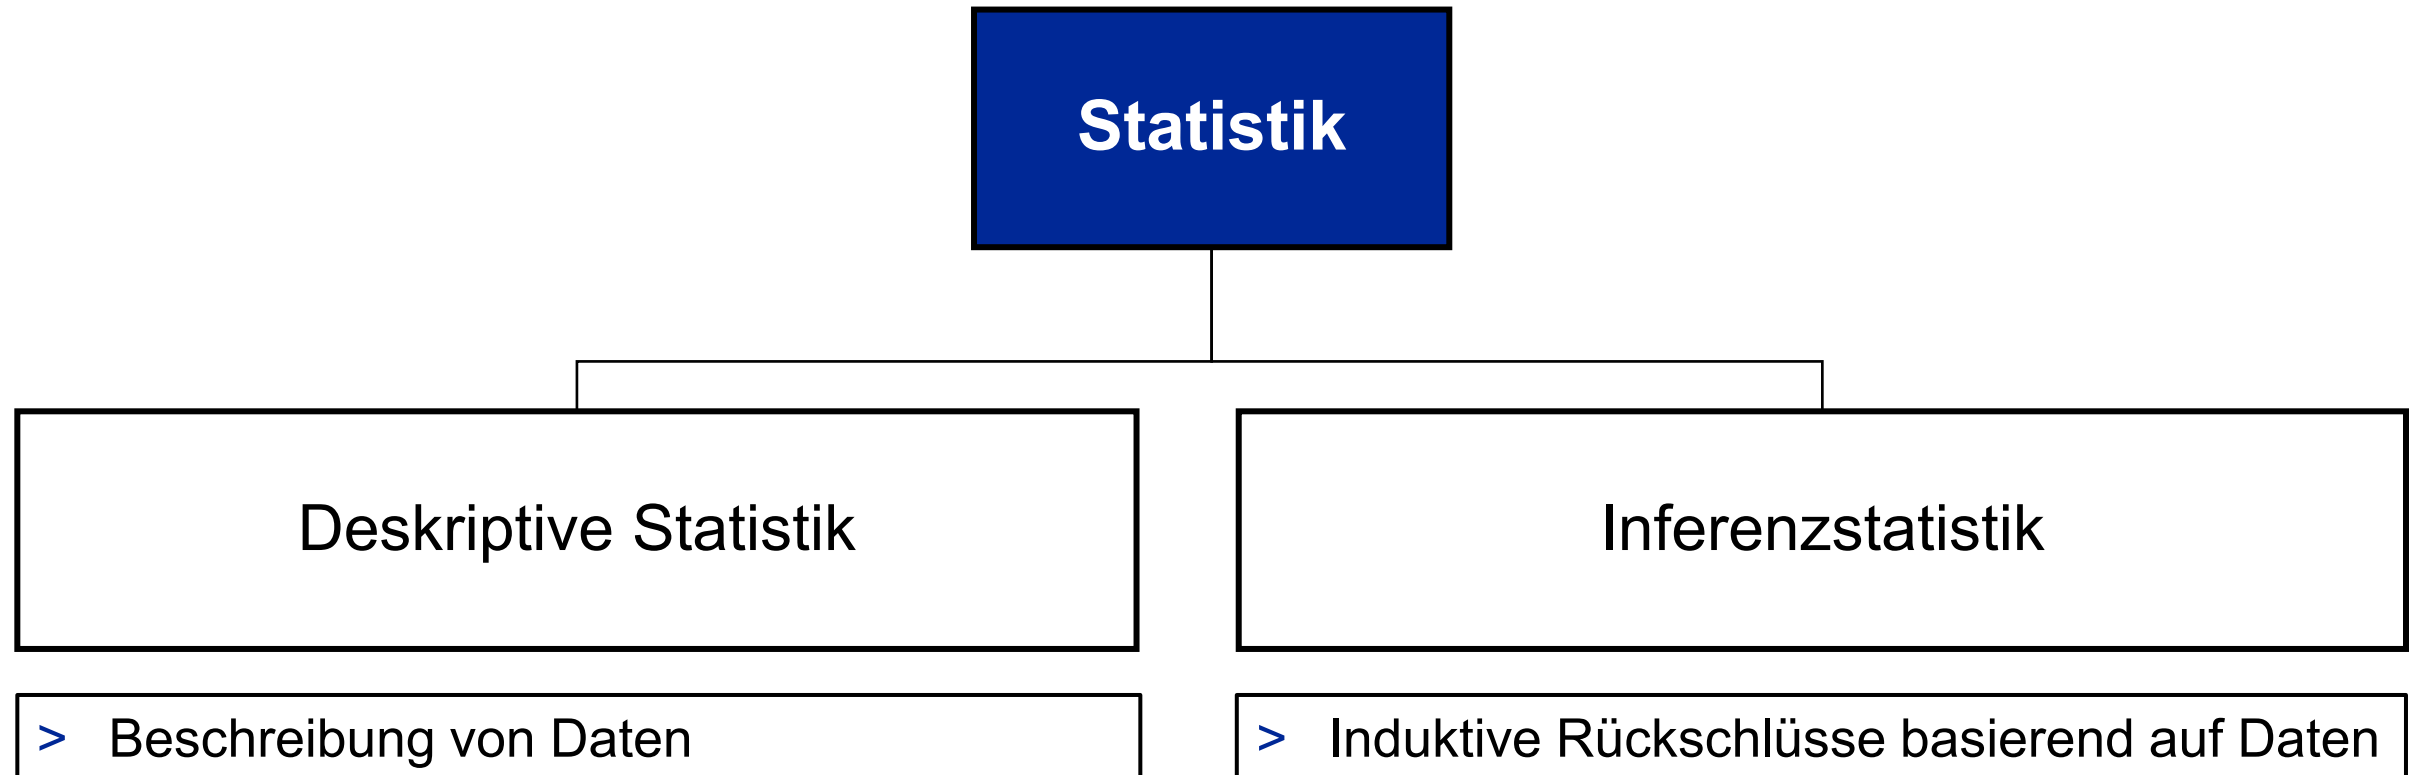 Statistik
Deskriptive Statistik
Inferenzstatistik
> Beschreibung von Daten
> Induktive Rückschlüsse basierend auf Daten